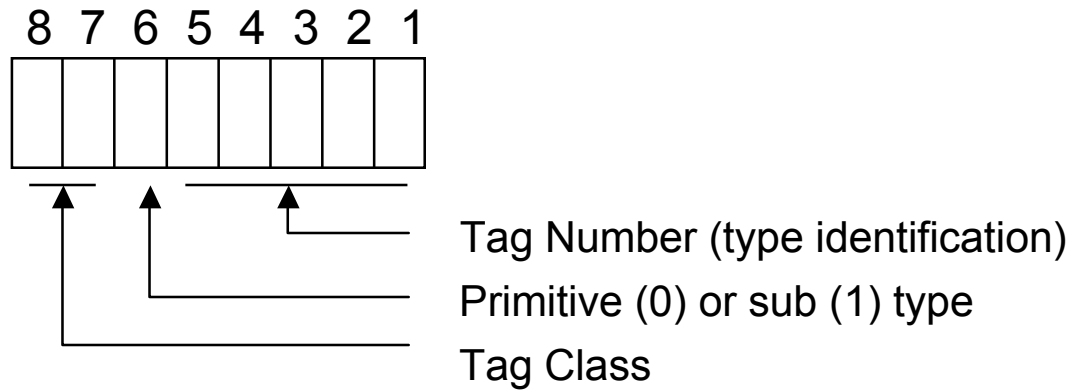 8 7 6 5 4 3 2 1
Tag Number (type identification)
Primitive (0) or sub (1) type
Tag Class